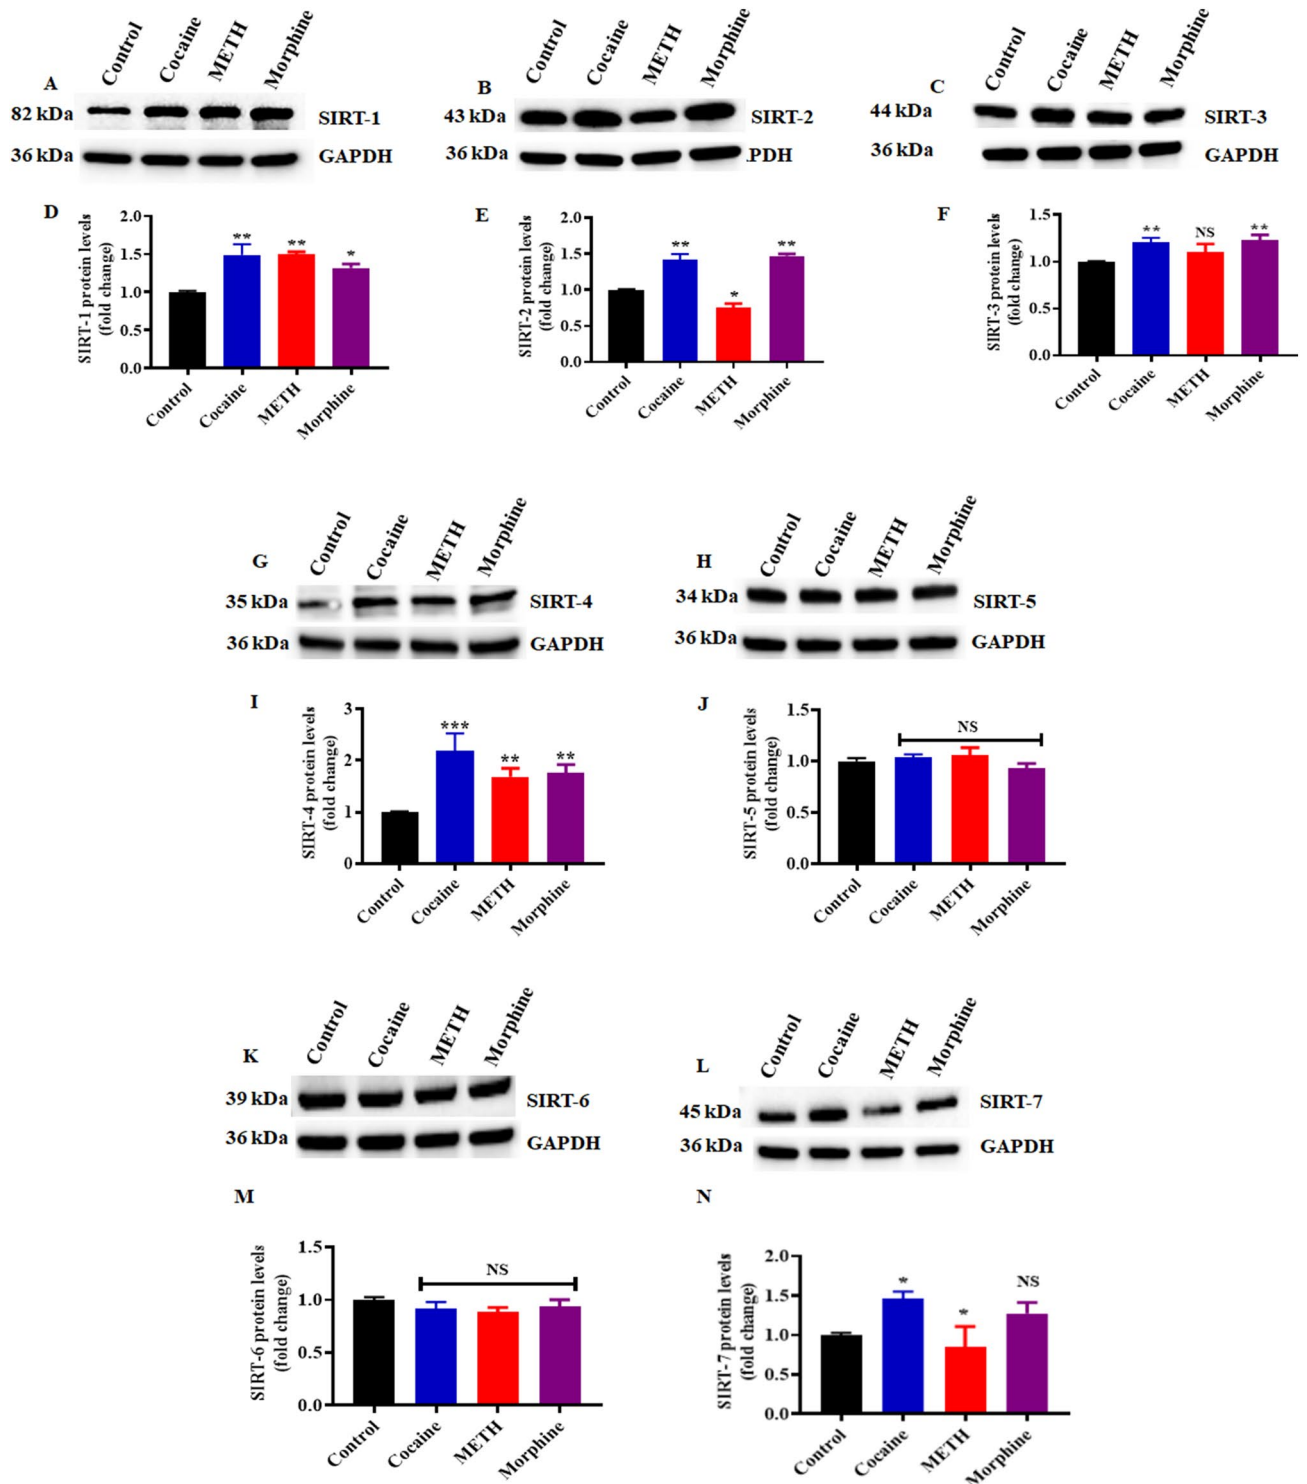 Control Cocaine METH Morphine
A
82 kDa SIRT-1
36 kDa GAPDH
Control Cocaine METH Morphine
B
43 kDa SIRT-2
36 kDa .PDH
Control Cocaine METH Morphine
C
44 kDa SIRT-3
36 kDa GAPDH
D
SIRT-1 protein levels
(fold change)
2.0
1.5
1.0
0.5
0.0
** ** *
Control Cocaine METH Morphine
E
SIRT-2 protein levels
(fold change)
2.0
1.5
1.0
0.5
0.0
** * **
Control Cocaine METH Morphine
F
SIRT-3 protein levels
(fold change)
1.5
1.0
0.5
0.0
** NS **
Control Cocaine METH Morphine
Control Cocaine METH Morphine
G
35 kDa SIRT-4
36 kDa GAPDH
Control Cocaine METH Morphine
H
34 kDa SIRT-5
36 kDa GAPDH
I
SIRT-4 protein levels
(fold change)
3
2
1
0
*** ** **
Control Cocaine METH Morphine
J
SIRT-5 protein levels
(fold change)
1.5
1.0
0.5
0.0
NS
Control Cocaine METH Morphine
Control Cocaine METH Morphine
K
39 kDa SIRT-6
36 kDa GAPDH
Control Cocaine METH Morphine
L
45 kDa SIRT-7
36 kDa GAPDH
M
SIRT-6 protein levels
(fold change)
1.5
1.0
0.5
0.0
NS
Control Cocaine METH Morphine
N
SIRT-7 protein levels
(fold change)
2.0
1.5
1.0
0.5
0.0
* * NS
Control Cocaine METH Morphine